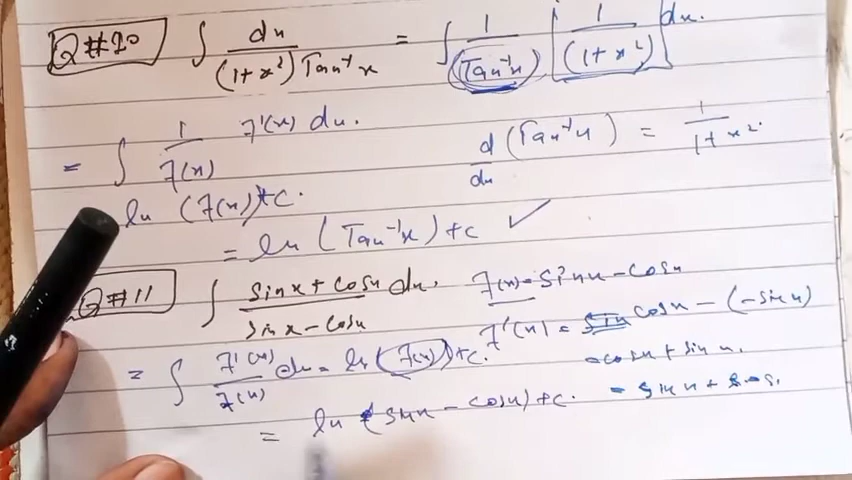 Q#20 ∫ dx / (1+x²) Tan⁻¹x = ∫ 1/(Tan⁻¹x) 1/(1+x²) dx.
= ∫ 1/f(x) f'(x) dx. d/dx (Tan⁻¹x) = 1/1+x².
ln (f(x))+c.
= ln (Tan⁻¹x)+c ✓
Q#11 ∫ sinx + cosx / sinx - cosx dx. f(x) = sinx - cosx
f'(x) = cosx - (-sinx)
= ∫ f'(x)/f(x) dx = ln (f(x))+c. = cosx + sinx.
= ln (sinx - cosx)+c. = sinx + cos.